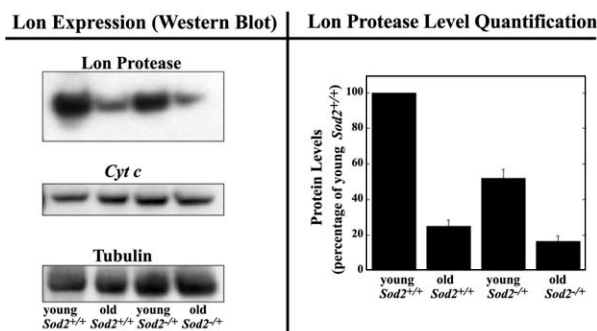 Lon Expression (Western Blot)
Lon Protease
Cyt c
Tubulin
young old young old
Sod2+/+ Sod2+/+ Sod2-/+ Sod2-/+
Lon Protease Level Quantification
Protein Levels
(percentage of young Sod2+/+)
100
80
60
40
20
0
young old young old
Sod2+/+ Sod2+/+ Sod2-/+ Sod2-/+